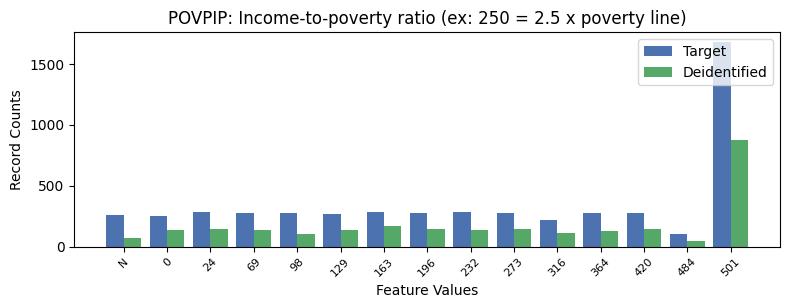 POVPIP: Income-to-poverty ratio (ex: 250 = 2.5 x poverty line)
Target
Deidentified
Record Counts
1500
1000
500
0
N 0 24 69 98 129 163 196 232 273 316 364 420 484 501
Feature Values